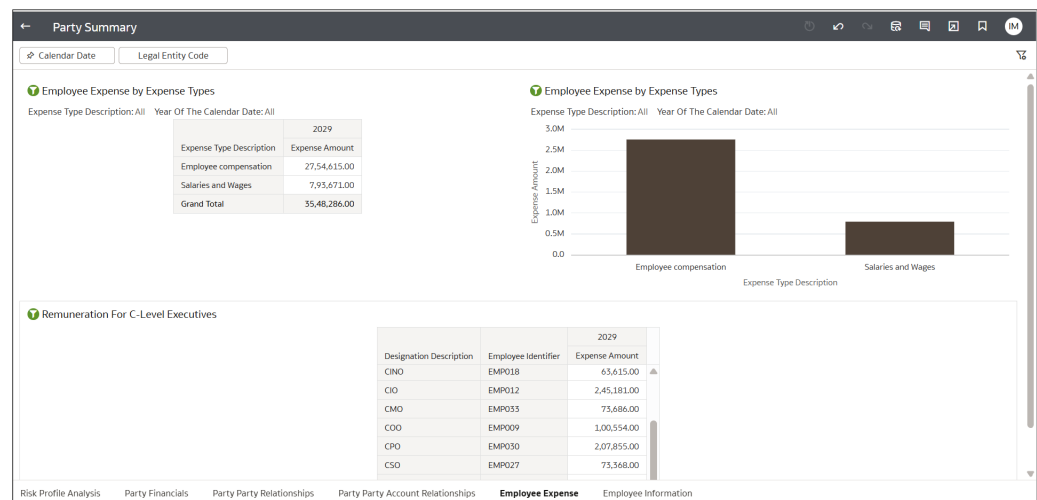 Party Summary
IM
Calendar Date
Legal Entity Code
Employee Expense by Expense Types
Expense Type Description: All Year Of The Calendar Date: All
2029
Expense Type Description Expense Amount
Employee compensation 27,54,615.00
Salaries and Wages 7,93,671.00
Grand Total 35,48,286.00
Employee Expense by Expense Types
Expense Type Description: All Year Of The Calendar Date: All
3.0M
2.5M
2.0M
1.5M
1.0M
0.5M
0.0
Expense Amount
Employee compensation Salaries and Wages
Expense Type Description
Remuneration For C-Level Executives
2029
Designation Description Employee Identifier Expense Amount
CINO EMP018 63,615.00
CIO EMP012 2,45,181.00
CMO EMP033 73,686.00
COO EMP009 1,00,554.00
CPO EMP030 2,07,855.00
CSO EMP027 73,368.00
Risk Profile Analysis Party Financials Party Party Relationships Party Party Account Relationships Employee Expense Employee Information